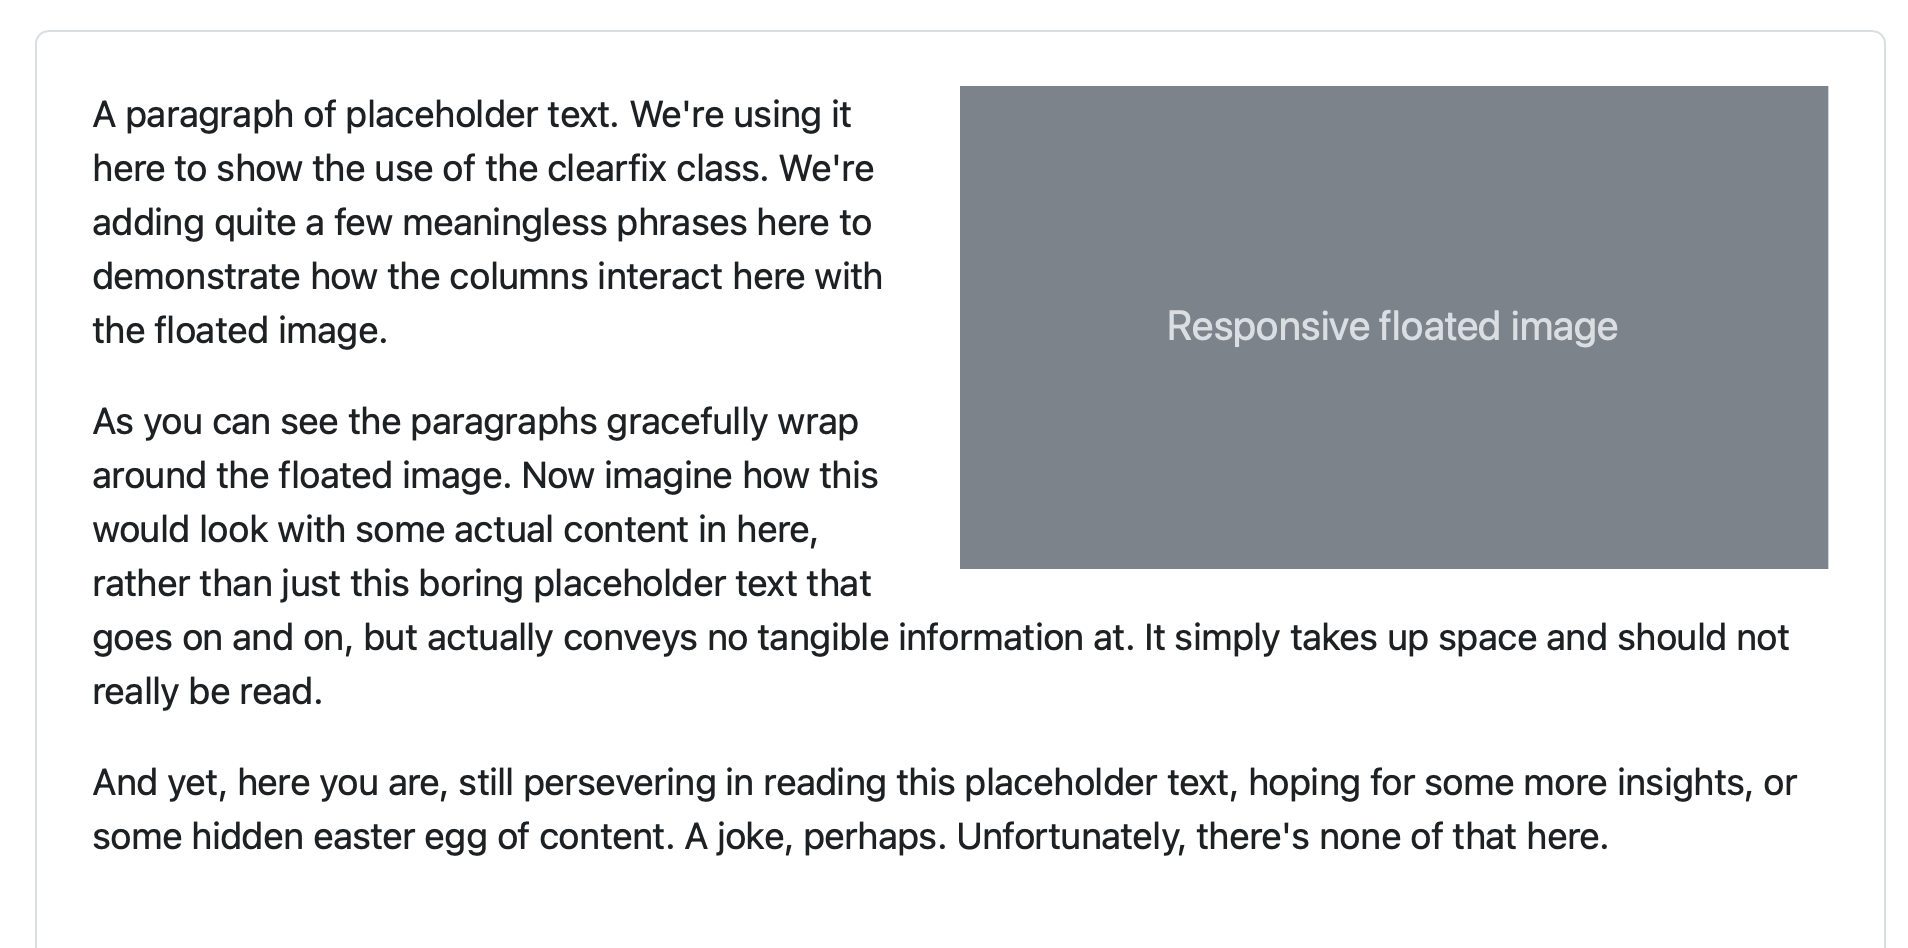 A paragraph of placeholder text. We're using it
here to show the use of the clearfix class. We're
adding quite a few meaningless phrases here to
demonstrate how the columns interact here with
the floated image.
Responsive floated image
As you can see the paragraphs gracefully wrap
around the floated image. Now imagine how this
would look with some actual content in here,
rather than just this boring placeholder text that
goes on and on, but actually conveys no tangible information at. It simply takes up space and should not
really be read.
And yet, here you are, still persevering in reading this placeholder text, hoping for some more insights, or
some hidden easter egg of content. A joke, perhaps. Unfortunately, there's none of that here.